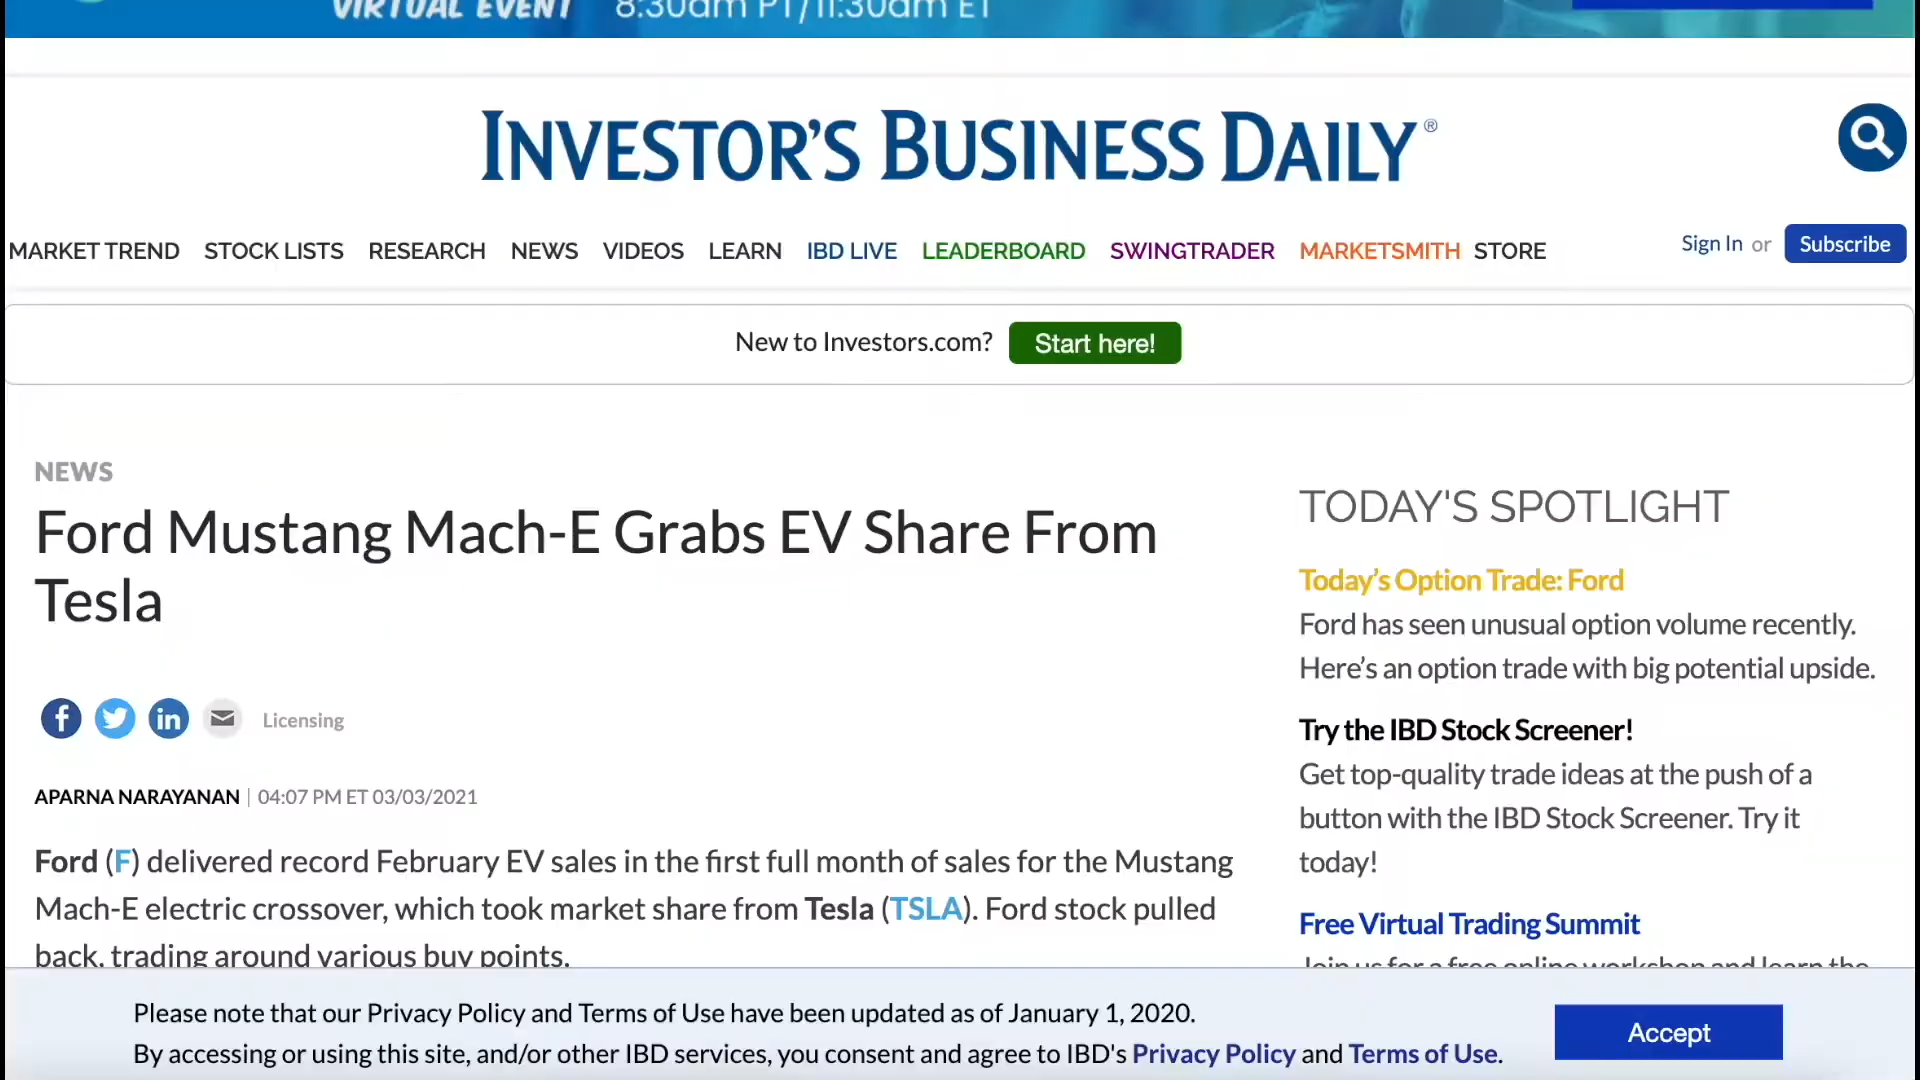 VIRTUAL EVENT 8:30am PT/11:30am ET
INVESTOR'S BUSINESS DAILY®
MARKET TREND STOCK LISTS RESEARCH NEWS VIDEOS LEARN IBD LIVE LEADERBOARD SWINGTRADER MARKETSMITH STORE
Sign In or Subscribe
New to Investors.com? Start here!
NEWS
Ford Mustang Mach-E Grabs EV Share From
Tesla
Licensing
APARNA NARAYANAN | 04:07 PM ET 03/03/2021
Ford (F) delivered record February EV sales in the first full month of sales for the Mustang
Mach-E electric crossover, which took market share from Tesla (TSLA). Ford stock pulled
back, trading around various buy points.
TODAY'S SPOTLIGHT
Today's Option Trade: Ford
Ford has seen unusual option volume recently.
Here's an option trade with big potential upside.
Try the IBD Stock Screener!
Get top-quality trade ideas at the push of a
button with the IBD Stock Screener. Try it
today!
Free Virtual Trading Summit
Join us for a free online workshop and learn the
Please note that our Privacy Policy and Terms of Use have been updated as of January 1, 2020.
By accessing or using this site, and/or other IBD services, you consent and agree to IBD's Privacy Policy and Terms of Use.
Accept